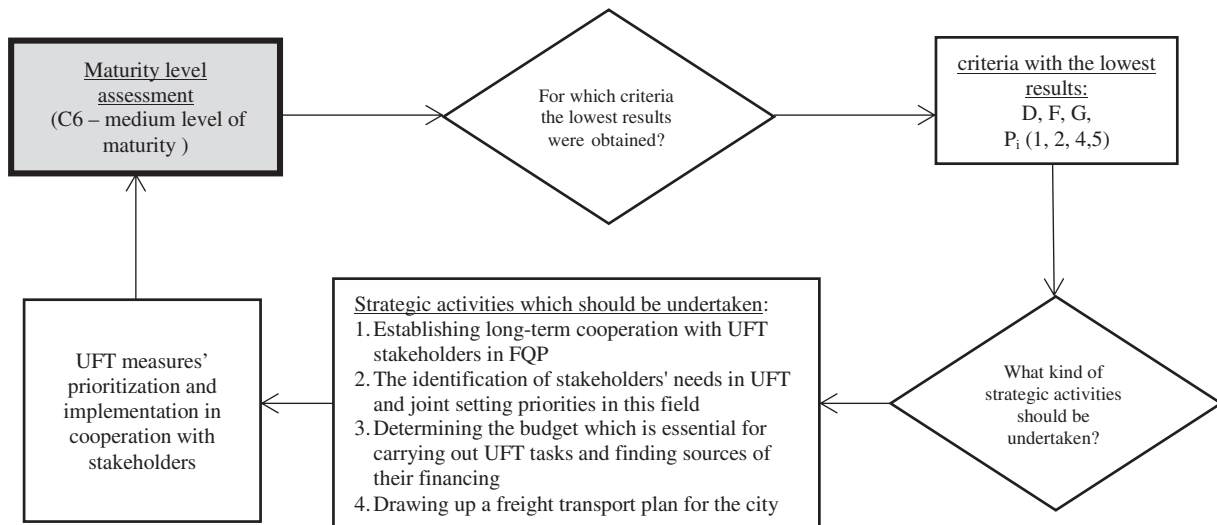 Maturity level
assessment
(C6 – medium level of
maturity )
For which criteria
the lowest results
were obtained?
criteria with the lowest
results:
D, F, G,
Pi (1, 2, 4,5)
What kind of
strategic activities
should be
undertaken?
Strategic activities which should be undertaken:
1. Establishing long-term cooperation with UFT
stakeholders in FQP
2. The identification of stakeholders' needs in UFT
and joint setting priorities in this field
3. Determining the budget which is essential for
carrying out UFT tasks and finding sources of
their financing
4. Drawing up a freight transport plan for the city
UFT measures’
prioritization and
implementation in
cooperation with
stakeholders